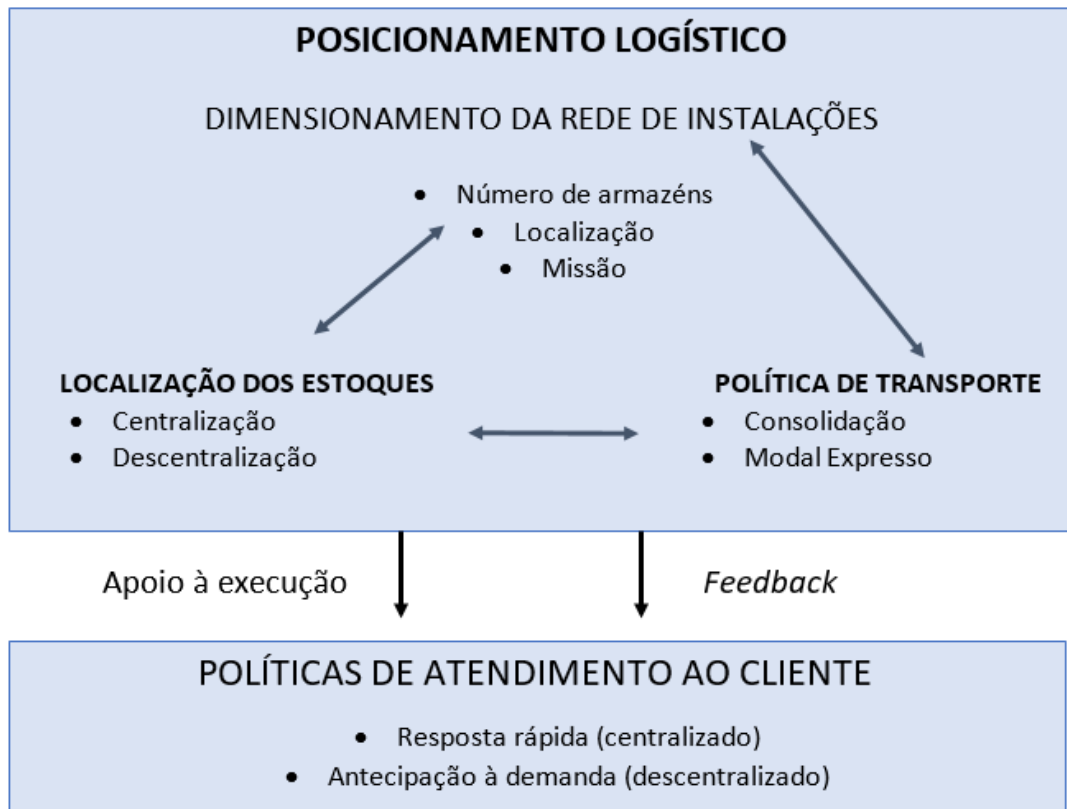 POSICIONAMENTO LOGÍSTICO
DIMENSIONAMENTO DA REDE DE INSTALAÇÕES
• Número de armazéns
• Localização
• Missão
LOCALIZAÇÃO DOS ESTOQUES
• Centralização
• Descentralização
POLÍTICA DE TRANSPORTE
• Consolidação
• Modal Expresso
Apoio à execução
Feedback
POLÍTICAS DE ATENDIMENTO AO CLIENTE
• Resposta rápida (centralizado)
• Antecipação à demanda (descentralizado)